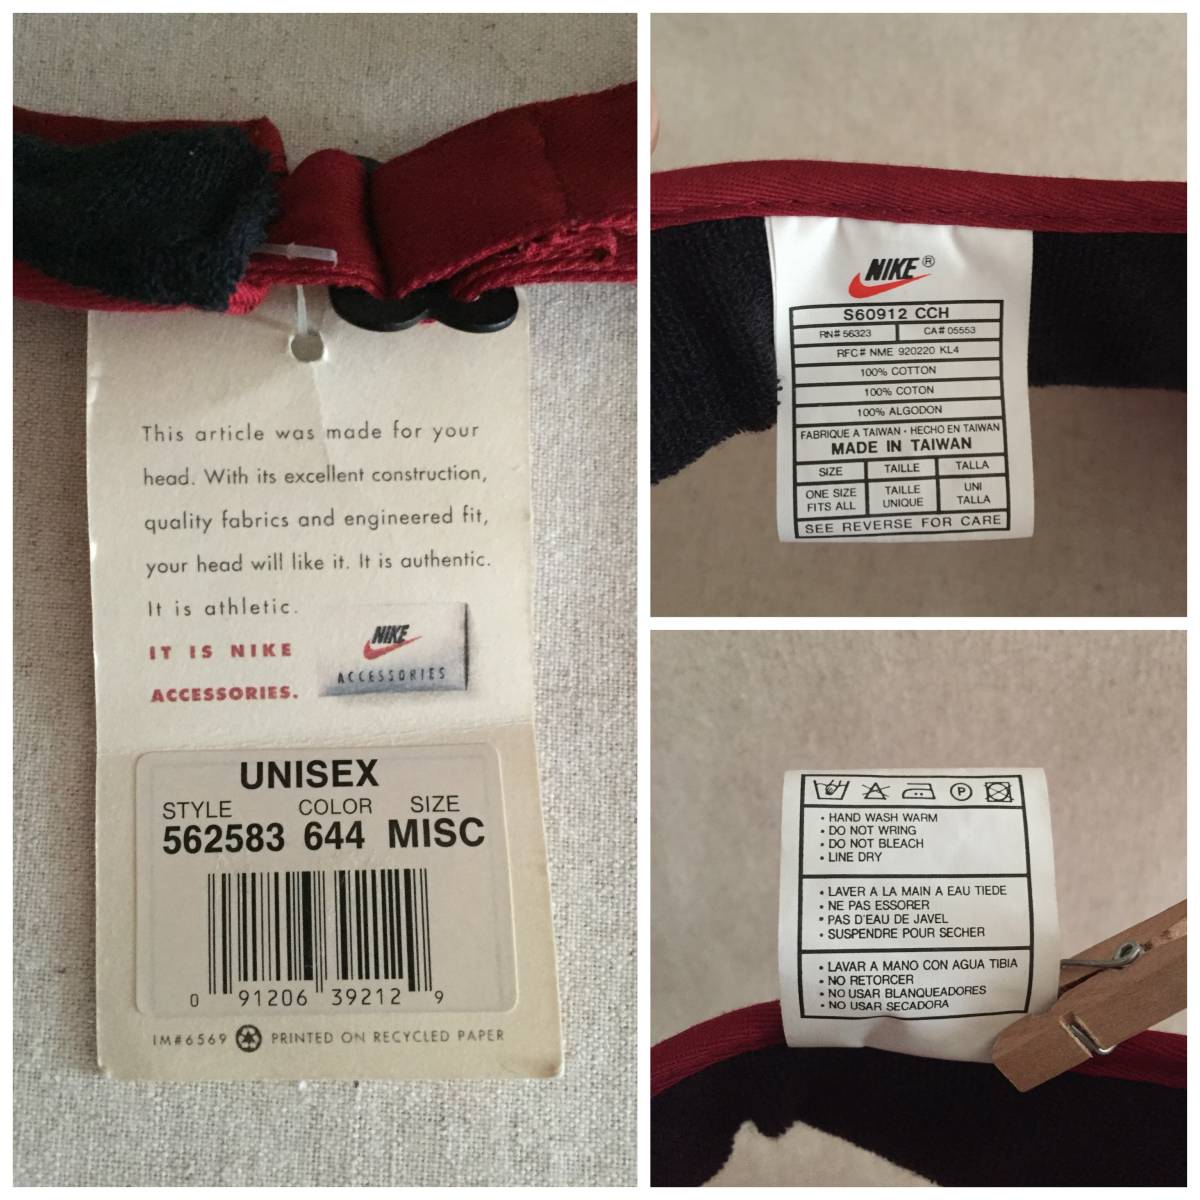 This article was made for your
head. With its excellent construction,
quality fabrics and engineered fit,
your head will like it. It is authentic.
It is athletic.
IT IS NIKE
ACCESSORIES.
NIKE
ACCESSORIES
UNISEX
STYLE COLOR SIZE
562583 644 MISC
0 91206 39212 9
IM#6569 PRINTED ON RECYCLED PAPER
NIKE®
S60912 CCH
RN# 56323 CA# 05553
RFC# NME 920220 KL4
100% COTTON
100% COTON
100% ALGODON
FABRIQUE A TAIWAN • HECHO EN TAIWAN
MADE IN TAIWAN
SIZE TAILLE TALLA
ONE SIZE TAILLE UNI
FITS ALL UNIQUE TALLA
SEE REVERSE FOR CARE
P
• HAND WASH WARM
• DO NOT WRING
• DO NOT BLEACH
• LINE DRY
• LAVER A LA MAIN A EAU TIEDE
• NE PAS ESSORER
• PAS D'EAU DE JAVEL
• SUSPENDRE POUR SECHER
• LAVAR A MANO CON AGUA TIBIA
• NO RETORCER
• NO USAR BLANQUEADORES
• NO USAR SECADORA